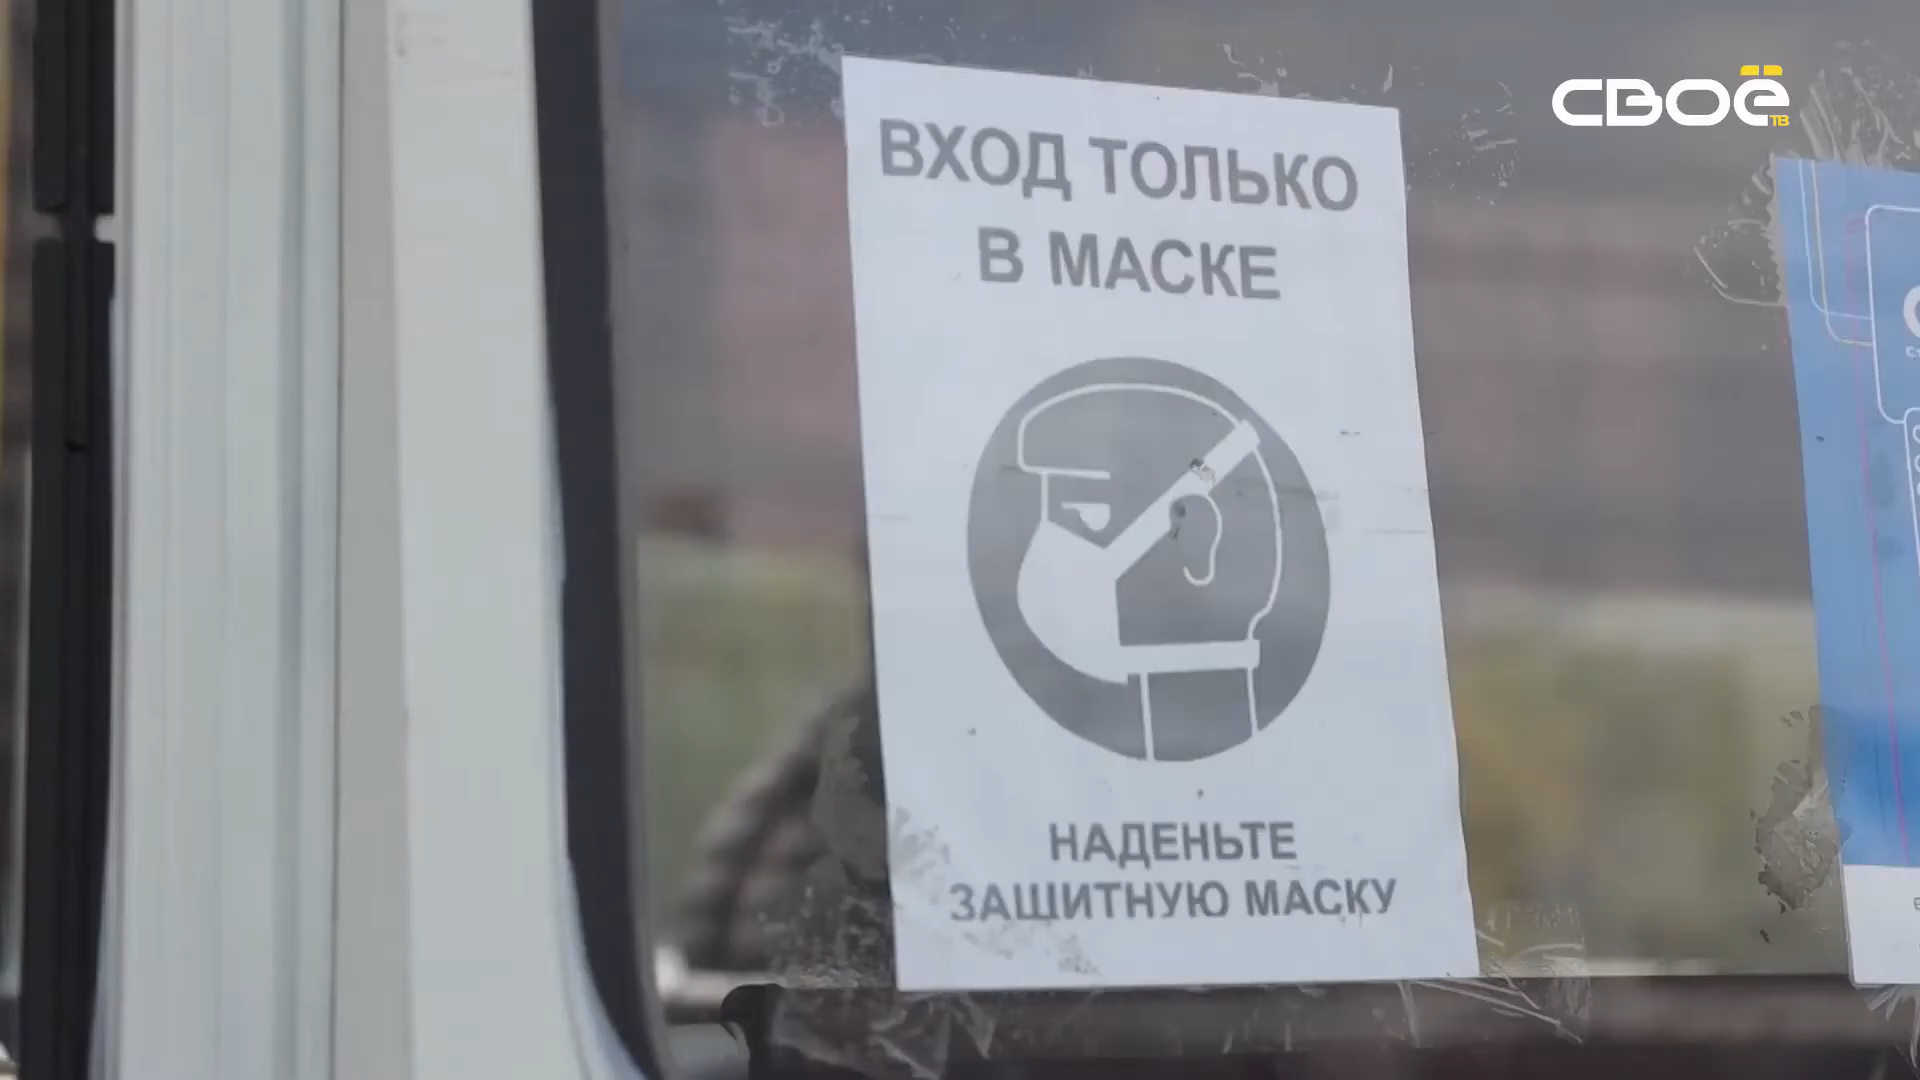 СВОЁ
ТВ
ВХОД ТОЛЬКО
В МАСКЕ
НАДЕНЬТЕ
ЗАЩИТНУЮ МАСКУ